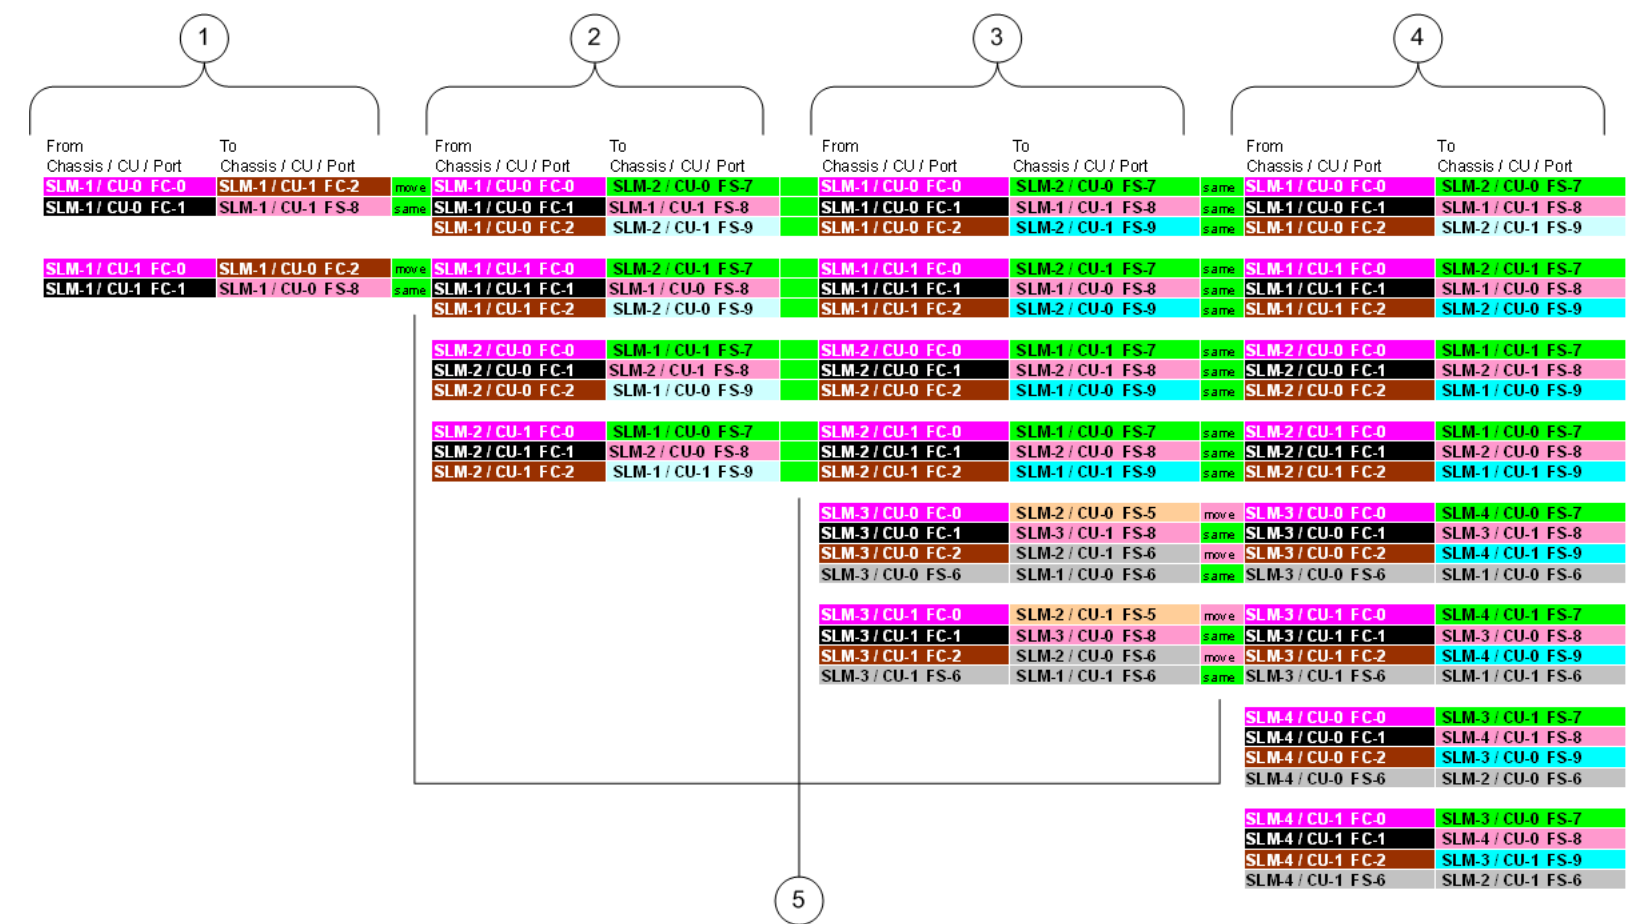 1 2 3 4
From To From To From To From To
Chassis / CU / Port Chassis / CU / Port Chassis / CU / Port Chassis / CU / Port Chassis / CU / Port Chassis / CU / Port Chassis / CU / Port Chassis / CU / Port
SLM-1 / CU-0 FC-0 SLM-1 / CU-1 FC-2 move SLM-1 / CU-0 FC-0 SLM-2 / CU-0 FS-7 SLM-1 / CU-0 FC-0 SLM-2 / CU-0 FS-7 same SLM-1 / CU-0 FC-0 SLM-2 / CU-0 FS-7
SLM-1 / CU-0 FC-1 SLM-1 / CU-1 FS-8 same SLM-1 / CU-0 FC-1 SLM-1 / CU-1 FS-8 SLM-1 / CU-0 FC-1 SLM-1 / CU-1 FS-8 same SLM-1 / CU-0 FC-1 SLM-1 / CU-1 FS-8
SLM-1 / CU-0 FC-2 SLM-2 / CU-1 FS-9 SLM-1 / CU-0 FC-2 SLM-2 / CU-1 FS-9 same SLM-1 / CU-0 FC-2 SLM-2 / CU-1 FS-9
SLM-1 / CU-1 FC-0 SLM-1 / CU-0 FC-2 move SLM-1 / CU-1 FC-0 SLM-2 / CU-1 FS-7 SLM-1 / CU-1 FC-0 SLM-2 / CU-1 FS-7 same SLM-1 / CU-1 FC-0 SLM-2 / CU-1 FS-7
SLM-1 / CU-1 FC-1 SLM-1 / CU-0 FS-8 same SLM-1 / CU-1 FC-1 SLM-1 / CU-0 FS-8 SLM-1 / CU-1 FC-1 SLM-1 / CU-0 FS-8 same SLM-1 / CU-1 FC-1 SLM-1 / CU-0 FS-8
SLM-1 / CU-1 FC-2 SLM-2 / CU-0 FS-9 SLM-1 / CU-1 FC-2 SLM-2 / CU-0 FS-9 same SLM-1 / CU-1 FC-2 SLM-2 / CU-0 FS-9
SLM-2 / CU-0 FC-0 SLM-1 / CU-1 FS-7 SLM-2 / CU-0 FC-0 SLM-1 / CU-1 FS-7 same SLM-2 / CU-0 FC-0 SLM-1 / CU-1 FS-7
SLM-2 / CU-0 FC-1 SLM-2 / CU-1 FS-8 SLM-2 / CU-0 FC-1 SLM-2 / CU-1 FS-8 same SLM-2 / CU-0 FC-1 SLM-2 / CU-1 FS-8
SLM-2 / CU-0 FC-2 SLM-1 / CU-0 FS-9 SLM-2 / CU-0 FC-2 SLM-1 / CU-0 FS-9 same SLM-2 / CU-0 FC-2 SLM-1 / CU-0 FS-9
SLM-2 / CU-1 FC-0 SLM-1 / CU-0 FS-7 SLM-2 / CU-1 FC-0 SLM-1 / CU-0 FS-7 same SLM-2 / CU-1 FC-0 SLM-1 / CU-0 FS-7
SLM-2 / CU-1 FC-1 SLM-2 / CU-0 FS-8 SLM-2 / CU-1 FC-1 SLM-2 / CU-0 FS-8 same SLM-2 / CU-1 FC-1 SLM-2 / CU-0 FS-8
SLM-2 / CU-1 FC-2 SLM-1 / CU-1 FS-9 SLM-2 / CU-1 FC-2 SLM-1 / CU-1 FS-9 same SLM-2 / CU-1 FC-2 SLM-1 / CU-1 FS-9
SLM-3 / CU-0 FC-0 SLM-2 / CU-0 FS-5 move SLM-3 / CU-0 FC-0 SLM-4 / CU-0 FS-7
SLM-3 / CU-0 FC-1 SLM-3 / CU-1 FS-8 same SLM-3 / CU-0 FC-1 SLM-3 / CU-1 FS-8
SLM-3 / CU-0 FC-2 SLM-2 / CU-1 FS-6 move SLM-3 / CU-0 FC-2 SLM-4 / CU-1 FS-9
SLM-3 / CU-0 FS-6 SLM-1 / CU-0 FS-6 same SLM-3 / CU-0 FS-6 SLM-1 / CU-0 FS-6
SLM-3 / CU-1 FC-0 SLM-2 / CU-1 FS-5 move SLM-3 / CU-1 FC-0 SLM-4 / CU-1 FS-7
SLM-3 / CU-1 FC-1 SLM-3 / CU-0 FS-8 same SLM-3 / CU-1 FC-1 SLM-3 / CU-0 FS-8
SLM-3 / CU-1 FC-2 SLM-2 / CU-0 FS-6 move SLM-3 / CU-1 FC-2 SLM-4 / CU-0 FS-9
SLM-3 / CU-1 FS-6 SLM-1 / CU-1 FS-6 same SLM-3 / CU-1 FS-6 SLM-1 / CU-1 FS-6
SLM-4 / CU-0 FC-0 SLM-3 / CU-1 FS-7
SLM-4 / CU-0 FC-1 SLM-4 / CU-1 FS-8
SLM-4 / CU-0 FC-2 SLM-3 / CU-0 FS-9
SLM-4 / CU-0 FS-6 SLM-2 / CU-0 FS-6
SLM-4 / CU-1 FC-0 SLM-3 / CU-0 FS-7
SLM-4 / CU-1 FC-1 SLM-4 / CU-0 FS-8
SLM-4 / CU-1 FC-2 SLM-3 / CU-1 FS-9
SLM-4 / CU-1 FS-6 SLM-2 / CU-1 FS-6
5